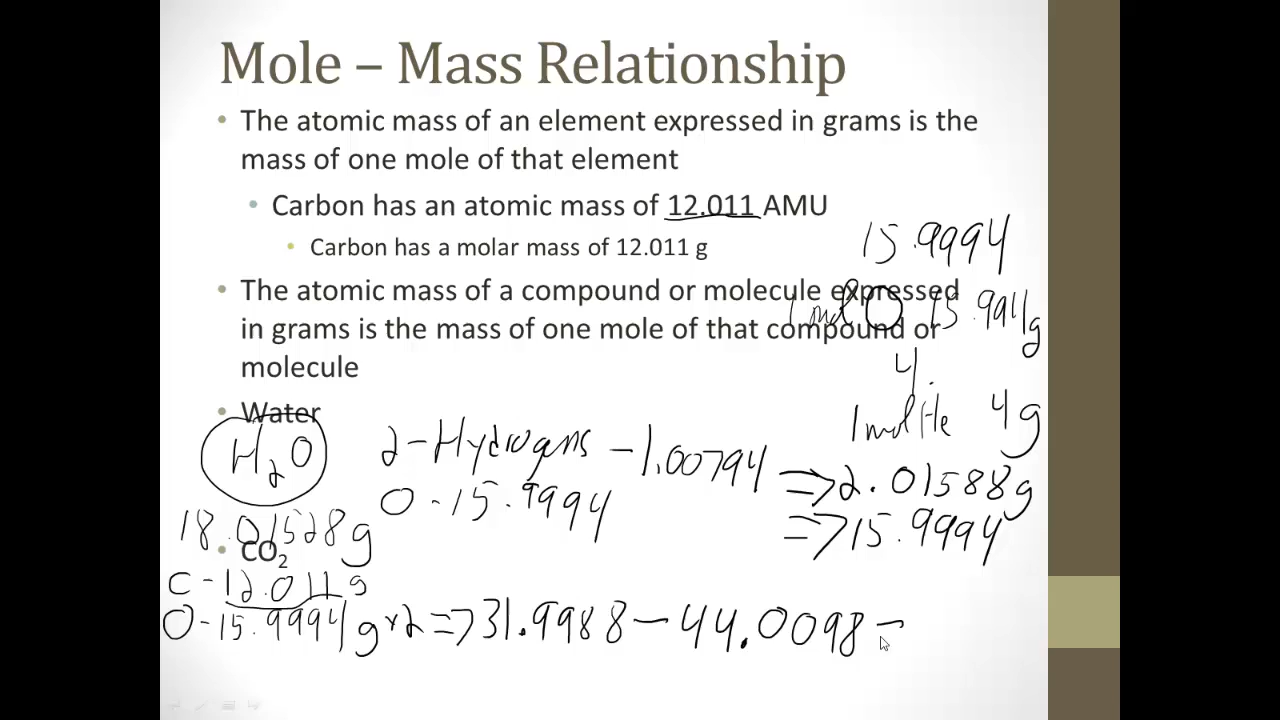 Mole – Mass Relationship
• The atomic mass of an element expressed in grams is the
mass of one mole of that element
• Carbon has an atomic mass of 12.011 AMU
15.9994
• Carbon has a molar mass of 12.011 g
• The atomic mass of a compound or molecule expressed
1 mol O 15.994g
in grams is the mass of one mole of that compound or
molecule
4.
• Water
1 mol He 4g
H₂O
2 - Hydrogens - 1.00794 => 2.01588g
O - 15.9994 => 15.9994
18.01528g
• CO₂
C - 12.011g
O - 15.9994g x 2 => 31.9988 - 44.0098 -